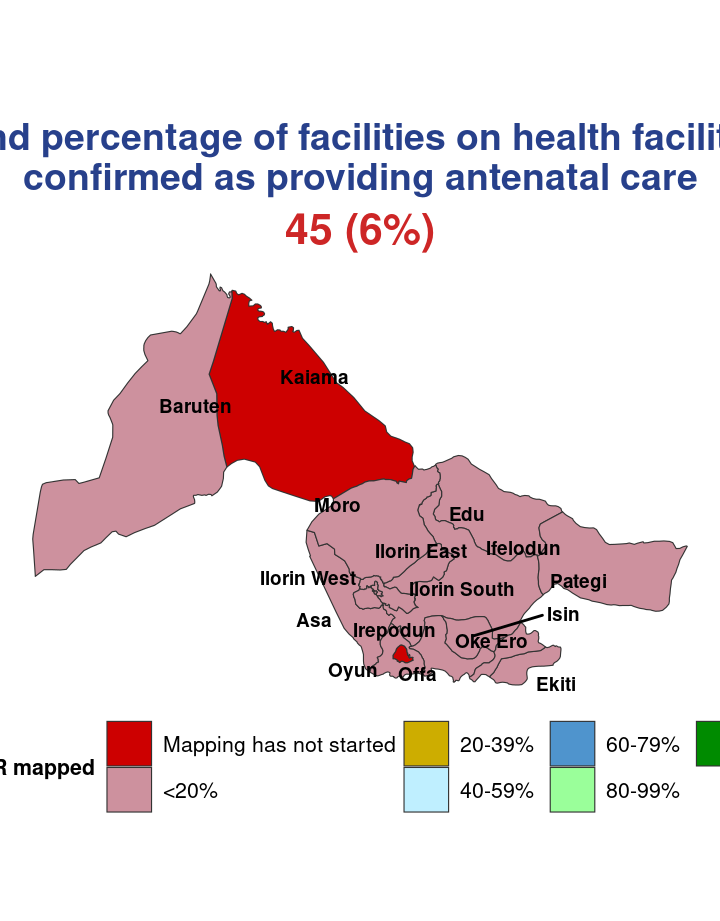 percentage of facilities on health
confirmed as providing antenatal care
45 (6%)
Kaiama
Baruten
Moro
Edu
Ilorin East
Ifelodun
Ilorin West
Ilorin South
Pategi
Isin
Asa
Irepodun
Oke Ero
Oyun
Offa
Ekiti
mapped
Mapping has not started
20-39%
60-79%
<20%
40-59%
80-99%